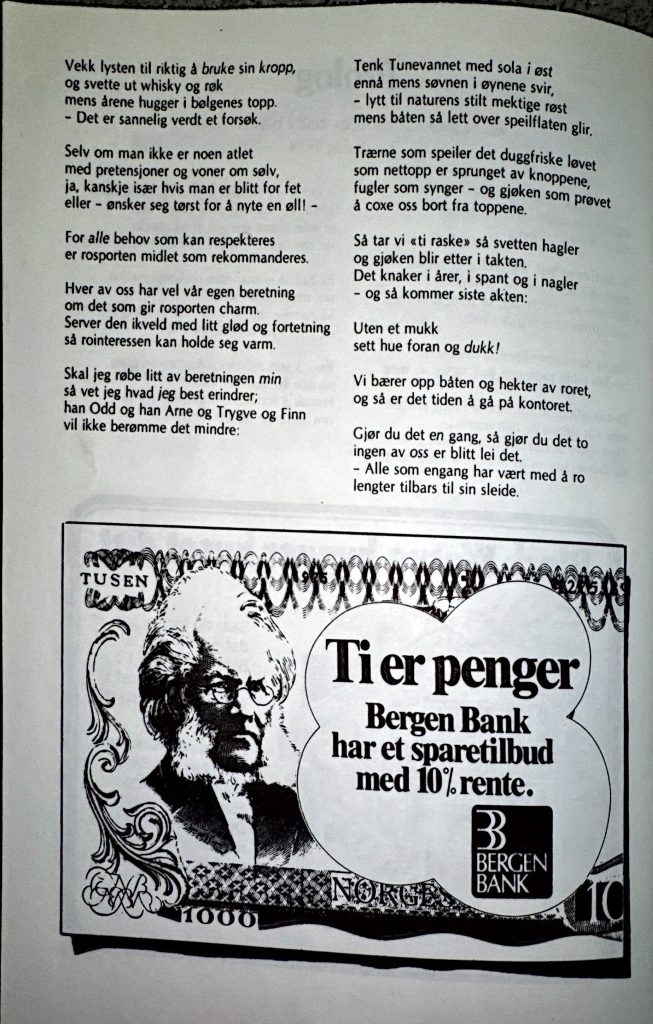 Vekk lysten til riktig å bruke sin kropp,
og svette ut whisky og røk
mens årene hugger i bølgenes topp.
– Det er sannelig verdt et forsøk.
Selv om man ikke er noen atlet
med pretensjoner og voner om sølv,
ja, kanskje især hvis man er blitt for fet
eller – ønsker seg tørst for å nyte en øll! –
For alle behov som kan respekteres
er rosporten midlet som rekommanderes.
Hver av oss har vel vår egen beretning
om det som gir rosporten charm.
Server den ikveld med litt glød og fortetning
så rointeressen kan holde seg varm.
Skal jeg røbe litt av beretningen min
så vet jeg hvad jeg best erindrer;
han Odd og han Arne og Trygve og Finn
vil ikke berømme det mindre:
Tenk Tunevannet med sola i øst
ennå mens søvnen i øynene svir,
– lytt til naturens stilt mektige røst
mens båten så lett over speilflaten glir.
Trærne som speiler det duggfriske løvet
som nettopp er sprunget av knoppene,
fugler som synger – og gjøken som prøvet
å coxe oss bort fra toppene.
Så tar vi «ti raske» så svetten hagler
og gjøken blir etter i takten.
Det knaker i årer, i spant og i nagler
– og så kommer siste akten:
Uten et mukk
sett hue foran og dukk!
Vi bærer opp båten og hekter av roret,
og så er det tiden å gå på kontoret.
Gjør du det en gang, så gjør du det to
ingen av oss er blitt lei det.
– Alle som engang har vært med å ro
lengter tilbars til sin sleide.
TUSEN
Ti er penger
Bergen Bank
har et sparetilbud
med 10% rente.
BERGEN
BANK
NORGES
1000
10